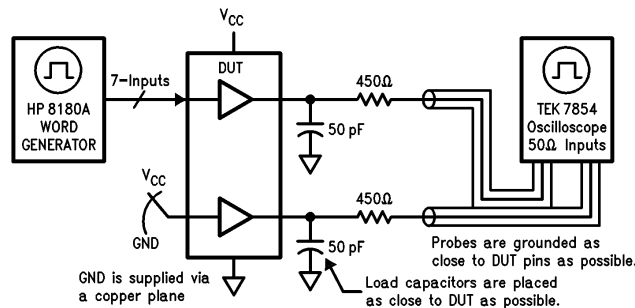 VCC
DUT
7-Inputs
HP 8180A
WORD
GENERATOR
450Ω
50 pF
TEK 7854
Oscilloscope
50Ω Inputs
VCC
GND
450Ω
50 pF
Probes are grounded as
close to DUT pins as possible.
GND is supplied via
a copper plane
Load capacitors are placed
as close to DUT as possible.